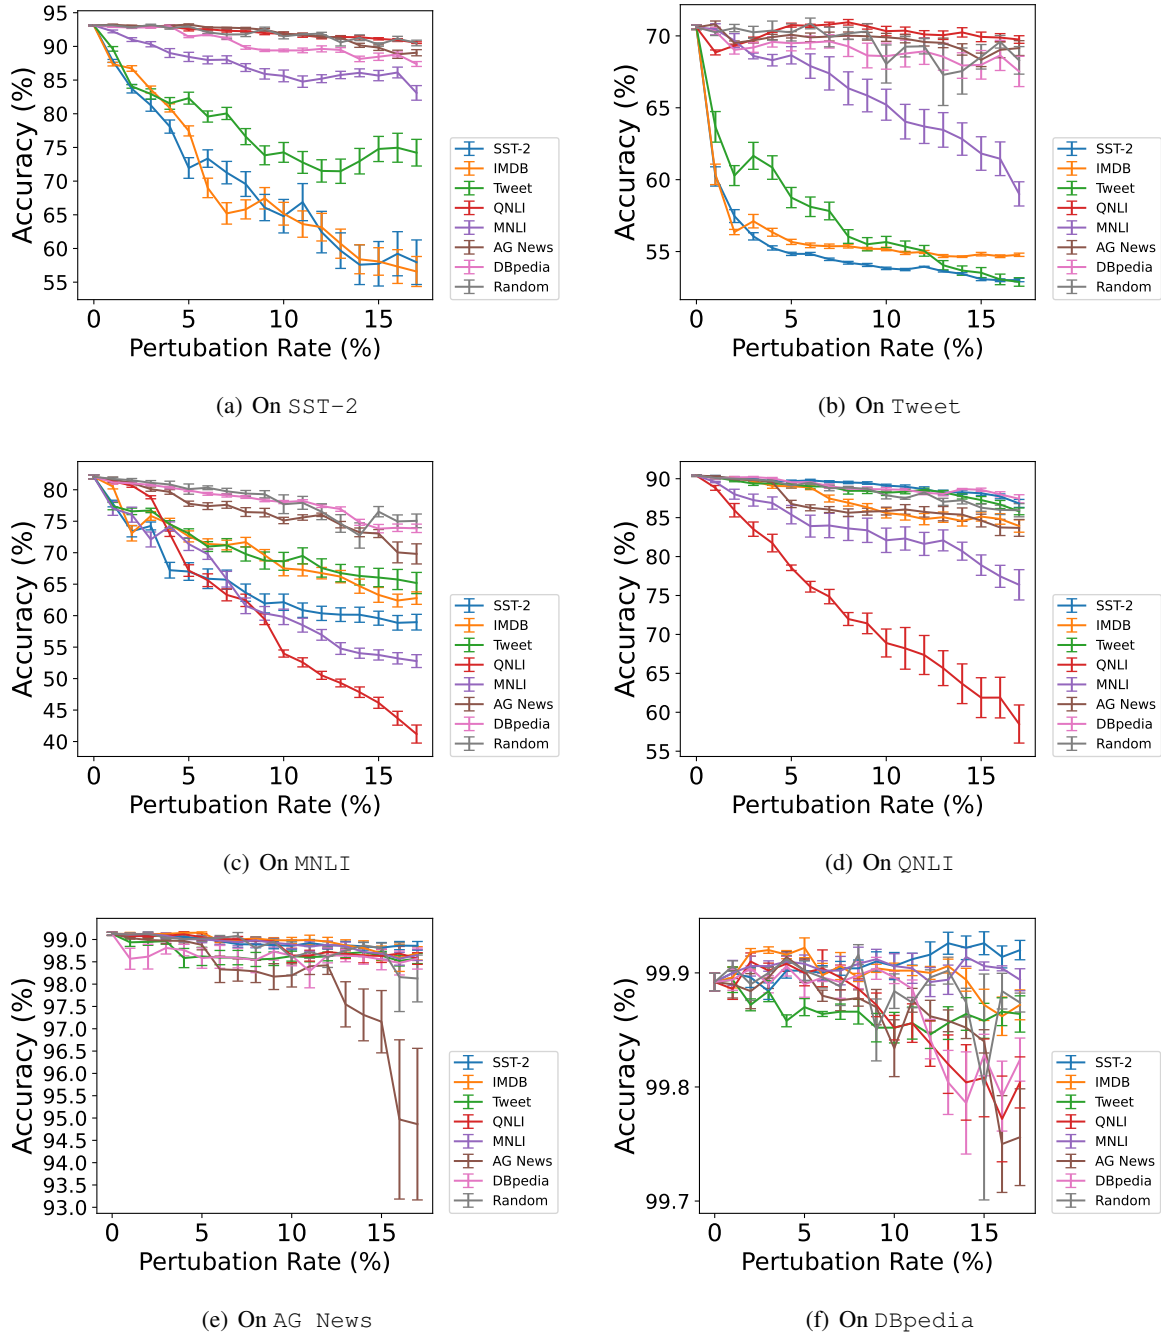 95
90
85
80
75
70
65
60
55
Accuracy (%)
0 5 10 15
Pertubation Rate (%)
SST-2
IMDB
Tweet
QNLI
MNLI
AG News
DBpedia
Random
(a) On SST-2
70
65
60
55
Accuracy (%)
0 5 10 15
Pertubation Rate (%)
SST-2
IMDB
Tweet
QNLI
MNLI
AG News
DBpedia
Random
(b) On Tweet
80
75
70
65
60
55
50
45
40
Accuracy (%)
0 5 10 15
Pertubation Rate (%)
SST-2
IMDB
Tweet
QNLI
MNLI
AG News
DBpedia
Random
(c) On MNLI
90
85
80
75
70
65
60
55
Accuracy (%)
0 5 10 15
Pertubation Rate (%)
SST-2
IMDB
Tweet
QNLI
MNLI
AG News
DBpedia
Random
(d) On QNLI
99.0
98.5
98.0
97.5
97.0
96.5
96.0
95.5
95.0
94.5
94.0
93.5
93.0
Accuracy (%)
0 5 10 15
Pertubation Rate (%)
SST-2
IMDB
Tweet
QNLI
MNLI
AG News
DBpedia
Random
(e) On AG News
99.9
99.8
99.7
Accuracy (%)
0 5 10 15
Pertubation Rate (%)
SST-2
IMDB
Tweet
QNLI
MNLI
AG News
DBpedia
Random
(f) On DBpedia